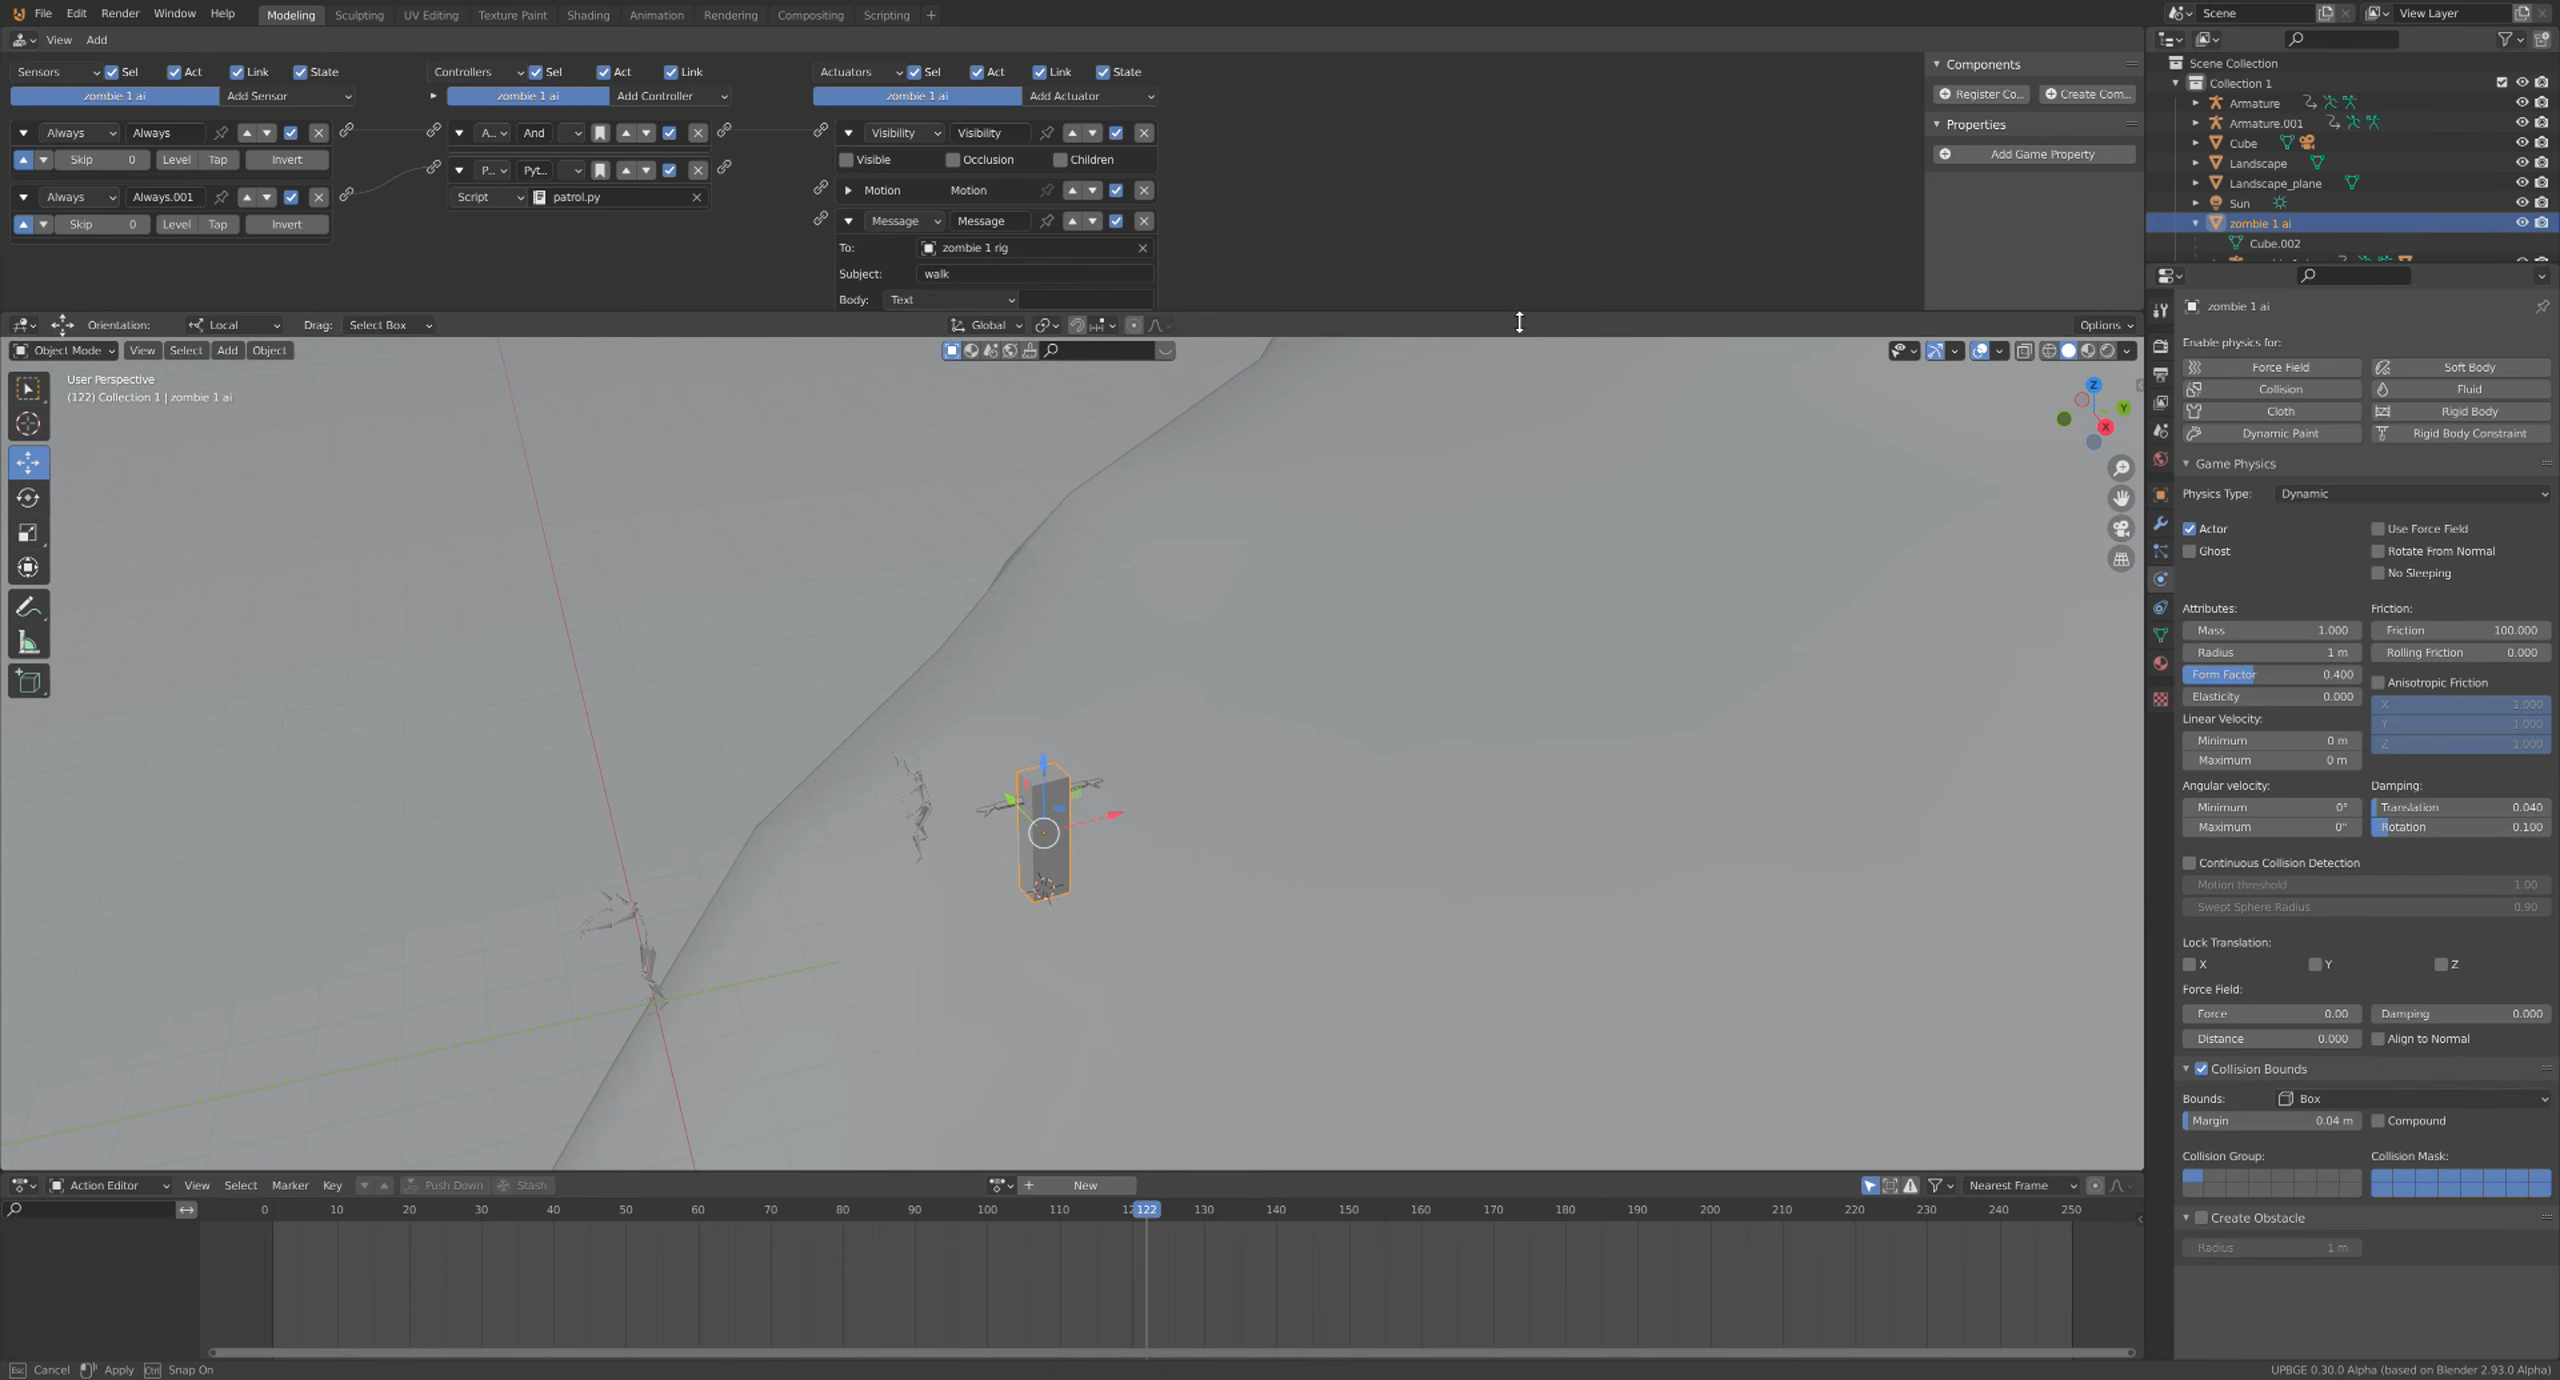 File Edit Render Window Help Modeling Sculpting UV Editing Texture Paint Shading Animation Rendering Compositing Scripting Scene View Layer
View Add
Sensors Sel Act Link State Controllers Sel Act Link Actuators Sel Act Link State
zombie 1 ai Add Sensor zombie 1 ai Add Controller zombie 1 ai Add Actuator
Always Always A... And Visibility Visibility
Skip 0 Level Tap Invert Visible Occlusion Children
P... Pyt...
Always Always.001 Script patrol.py Motion Motion
Skip 0 Level Tap Invert Message Message
To: zombie 1 rig
Subject: walk
Body: Text
Components
Register Co... Create Com...
Properties
Add Game Property
Scene Collection
Collection 1
Armature
Armature.001
Cube
Landscape
Landscape_plane
Sun
zombie 1 ai
Cube.002
Orientation: Local Drag: Select Box Global Options
Object Mode View Select Add Object
User Perspective
(122) Collection 1 | zombie 1 ai
Z
Y
X
zombie 1 ai
Enable physics for:
Force Field Soft Body
Collision Fluid
Cloth Rigid Body
Dynamic Paint Rigid Body Constraint
Game Physics
Physics Type: Dynamic
Actor Use Force Field
Ghost Rotate From Normal
No Sleeping
Attributes: Friction:
Mass 1.000 Friction 100.000
Radius 1 m Rolling Friction 0.000
Form Factor 0.400 Anisotropic Friction
Elasticity 0.000 X 1.000
Linear Velocity: Y 1.000
Minimum 0 m Z 1.000
Maximum 0 m
Angular velocity: Damping:
Minimum 0° Translation 0.040
Maximum 0° Rotation 0.100
Continuous Collision Detection
Motion threshold 1.00
Swept Sphere Radius 0.90
Lock Translation:
X Y Z
Force Field:
Force 0.00 Damping 0.000
Distance 0.000 Align to Normal
Collision Bounds
Bounds: Box
Margin 0.04 m Compound
Collision Group: Collision Mask:
Create Obstacle
Radius 1 m
Action Editor View Select Marker Key Push Down Stash New Nearest Frame
0 10 20 30 40 50 60 70 80 90 100 110 122 130 140 150 160 170 180 190 200 210 220 230 240 250
Esc Cancel Apply Ctrl Snap On UPBGE 0.30.0 Alpha (based on Blender 2.93.0 Alpha)